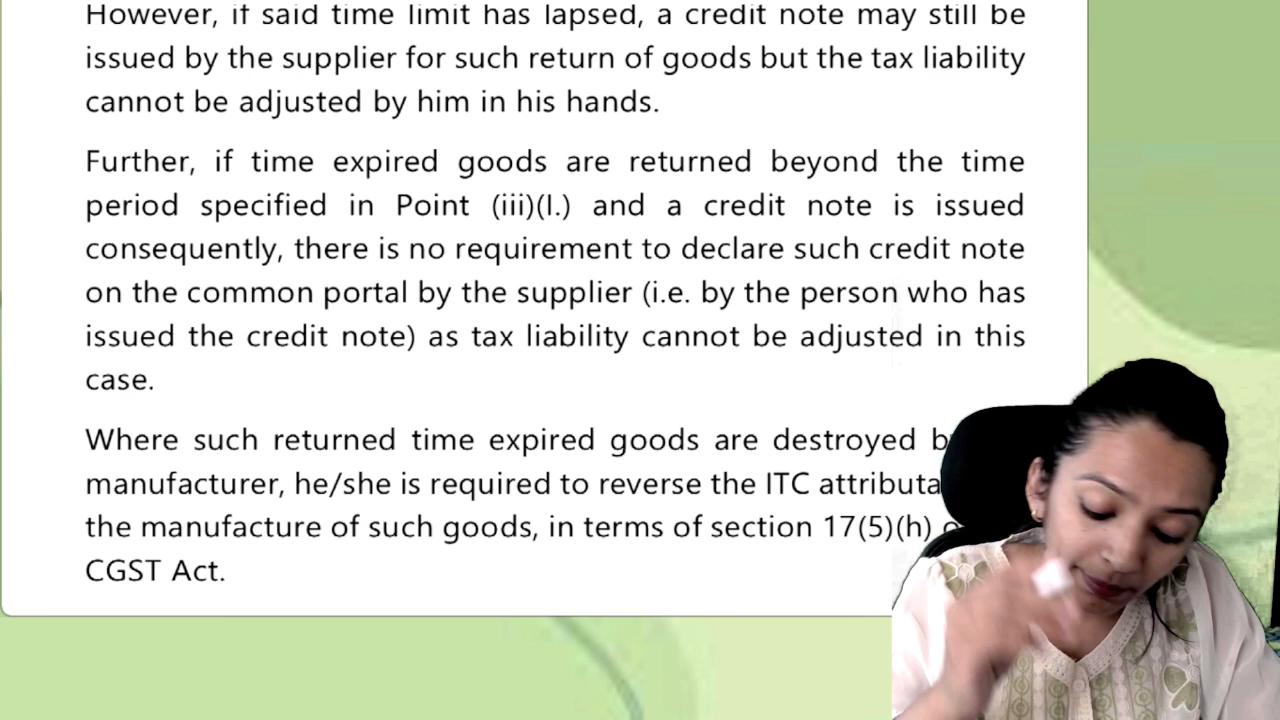 However, if said time limit has lapsed, a credit note may still be
issued by the supplier for such return of goods but the tax liability
cannot be adjusted by him in his hands.
Further, if time expired goods are returned beyond the time
period specified in Point (iii)(I.) and a credit note is issued
consequently, there is no requirement to declare such credit note
on the common portal by the supplier (i.e. by the person who has
issued the credit note) as tax liability cannot be adjusted in this
case.
Where such returned time expired goods are destroyed b
manufacturer, he/she is required to reverse the ITC attributa
the manufacture of such goods, in terms of section 17(5)(h)
CGST Act.